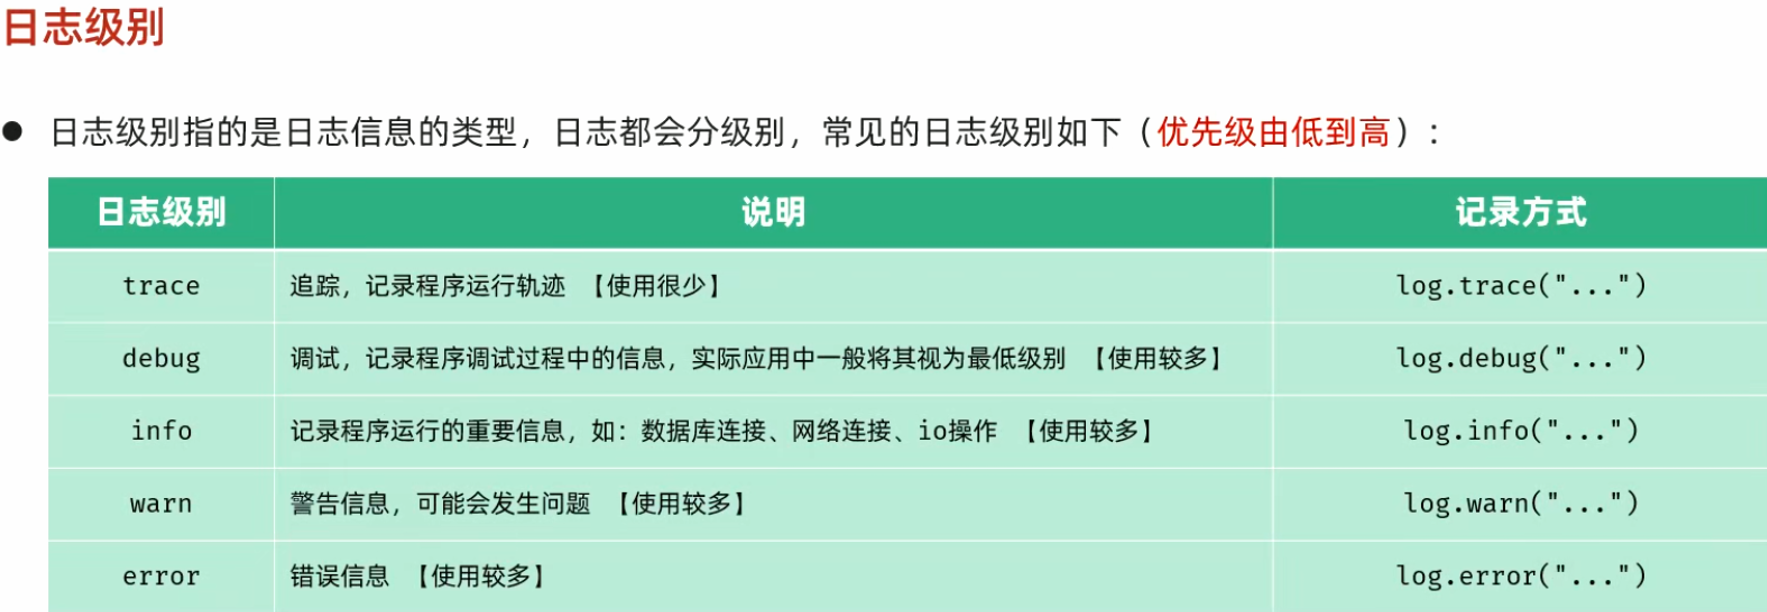 日志级别
● 日志级别指的是日志信息的类型，日志都会分级别，常见的日志级别如下（优先级由低到高）：
日志级别 说明 记录方式
trace 追踪，记录程序运行轨迹 【使用很少】 log.trace("...")
debug 调试，记录程序调试过程中的信息，实际应用中一般将其视为最低级别 【使用较多】 log.debug("...")
info 记录程序运行的重要信息，如：数据库连接、网络连接、io操作 【使用较多】 log.info("...")
warn 警告信息，可能会发生问题 【使用较多】 log.warn("...")
error 错误信息 【使用较多】 log.error("...")